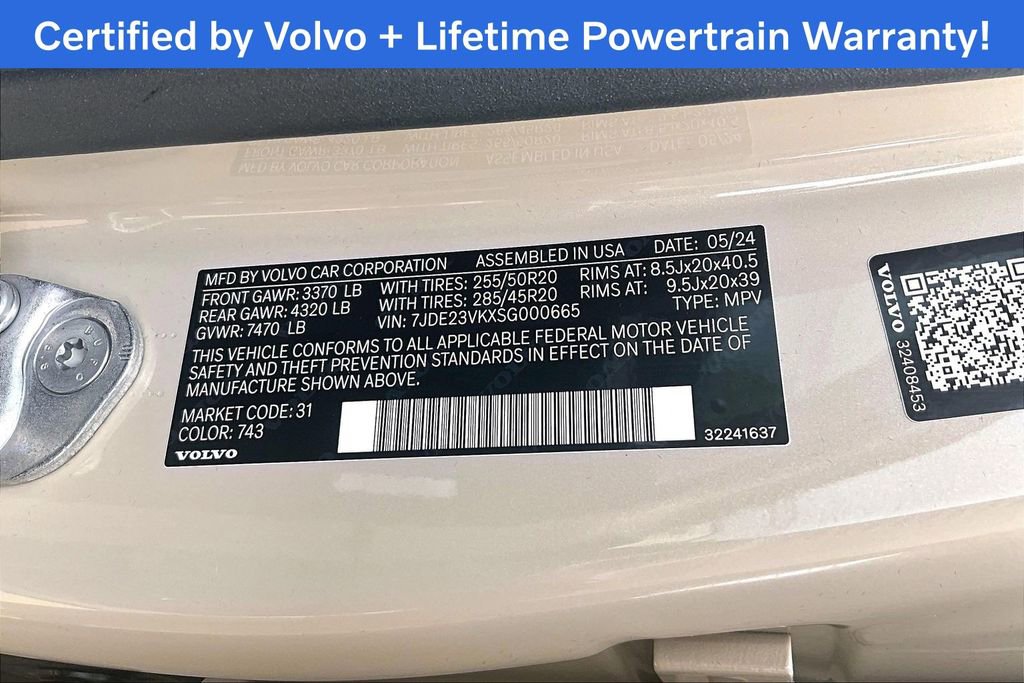 Certified by Volvo + Lifetime Powertrain Warranty!
MFD BY VOLVO CAR CORPORATION ASSEMBLED IN USA DATE: 05/24
FRONT GAWR: 3370 LB WITH TIRES: 255/50R20 RIMS AT: 8.5Jx20x40.5
REAR GAWR: 4320 LB WITH TIRES: 285/45R20 RIMS AT: 9.5Jx20x39
GVWR: 7470 LB VIN: 7JDE23VKXSG000665 TYPE: MPV
THIS VEHICLE CONFORMS TO ALL APPLICABLE FEDERAL MOTOR VEHICLE
SAFETY AND THEFT PREVENTION STANDARDS IN EFFECT ON THE DATE OF
MANUFACTURE SHOWN ABOVE.
MARKET CODE: 31
COLOR: 743
VOLVO
32241637
VOLVO 32408453